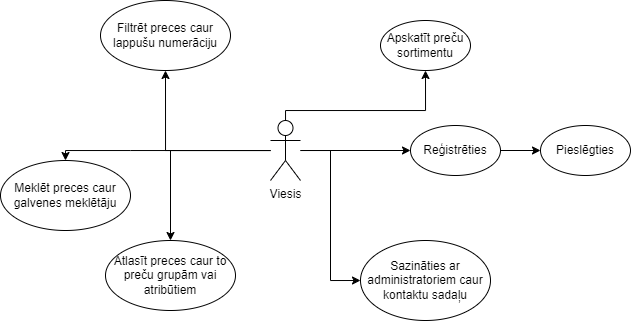 Filtrēt preces caur
lappušu numerāciju
Apskatīt preču
sortimentu
Reģistrēties
Pieslēgties
Viesis
Meklēt preces caur
galvenes meklētāju
Atlasīt preces caur to
preču grupām vai
atribūtiem
Sazināties ar
administratoriem caur
kontaktu sadaļu